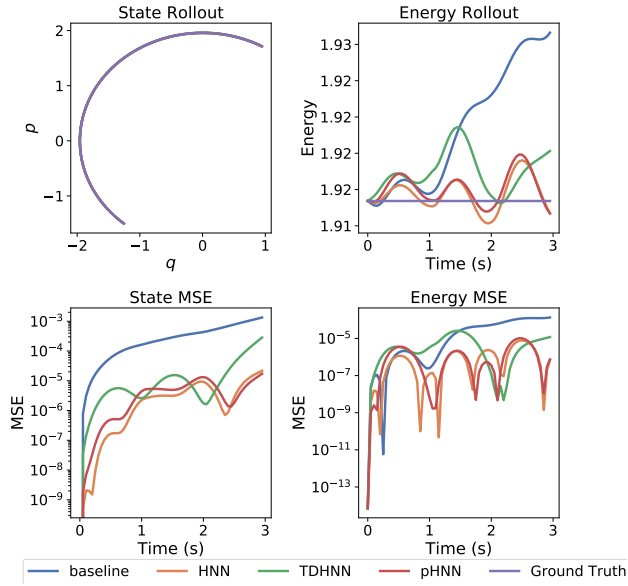 State Rollout
2
1
0
−1
p
−2
−1
0
1
q
Energy Rollout
1.93
1.92
1.92
1.92
1.92
1.91
Energy
0
1
2
3
Time (s)
State MSE
10⁻³
10⁻⁴
10⁻⁵
10⁻⁶
10⁻⁷
10⁻⁸
10⁻⁹
MSE
0
1
2
3
Time (s)
Energy MSE
10⁻⁵
10⁻⁷
10⁻⁹
10⁻¹¹
10⁻¹³
MSE
0
1
2
3
Time (s)
baseline HNN TDHNN pHNN Ground Truth